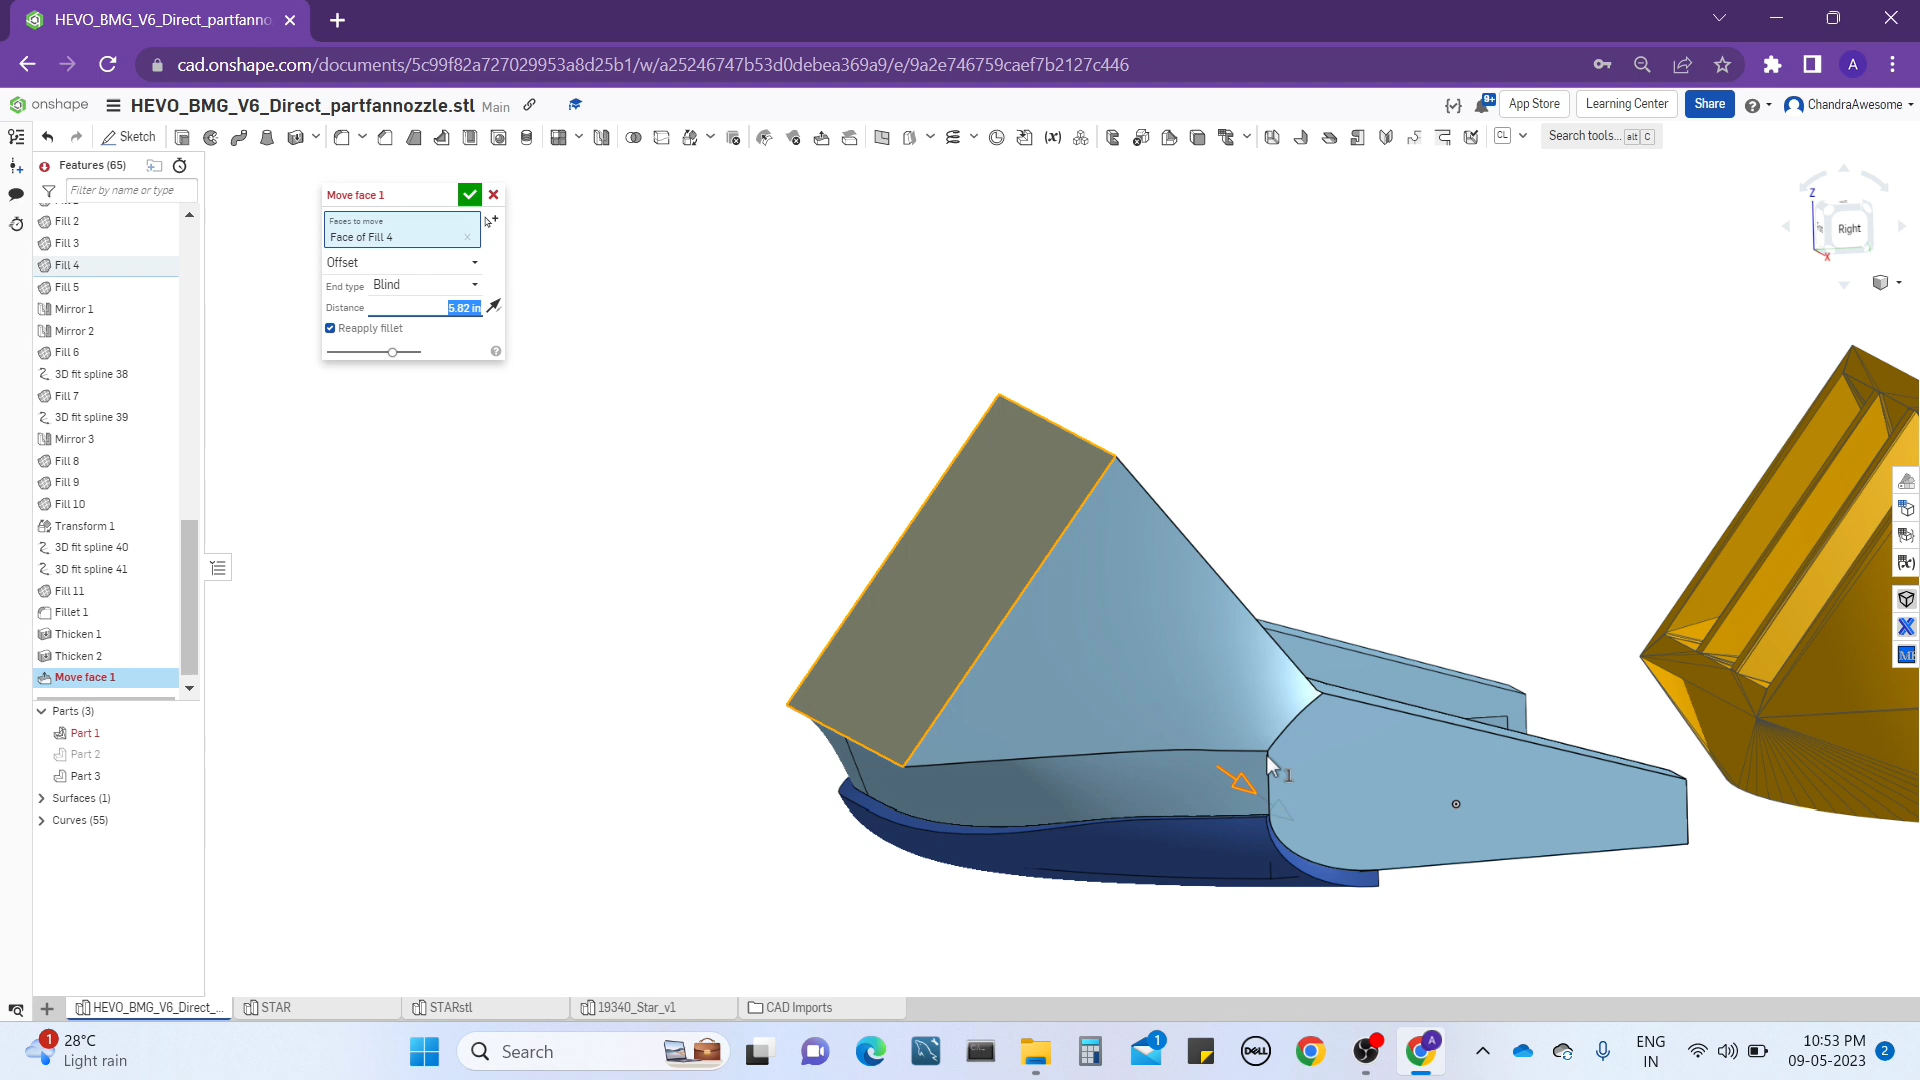 HEVO_BMG_V6_Direct_partfanno
cad.onshape.com/documents/5c99f82a727029953a8d25b1/w/a25246747b53d0debea369a9/e/9a2e746759caef7b2127c446
A
onshape
HEVO_BMG_V6_Direct_partfannozzle.stl Main
9+
App Store
Learning Center
Share
ChandraAwesome
Sketch
CL
Search tools... alt C
Features (65)
Filter by name or type
Fill 2
Fill 3
Fill 4
Fill 5
Mirror 1
Mirror 2
Fill 6
3D fit spline 38
Fill 7
3D fit spline 39
Mirror 3
Fill 8
Fill 9
Fill 10
Transform 1
3D fit spline 40
3D fit spline 41
Fill 11
Fillet 1
Thicken 1
Thicken 2
Move face 1
Parts (3)
Part 1
Part 2
Part 3
Surfaces (1)
Curves (55)
Move face 1
Faces to move
Face of Fill 4
Offset
End type Blind
Distance 5.82 in
Reapply fillet
Z
Right
X
1
HEVO_BMG_V6_Direct_...
STAR
STARstl
19340_Star_v1
CAD Imports
1
28°C
Light rain
Search
DELL
1
A
ENG
IN
10:53 PM
09-05-2023
2